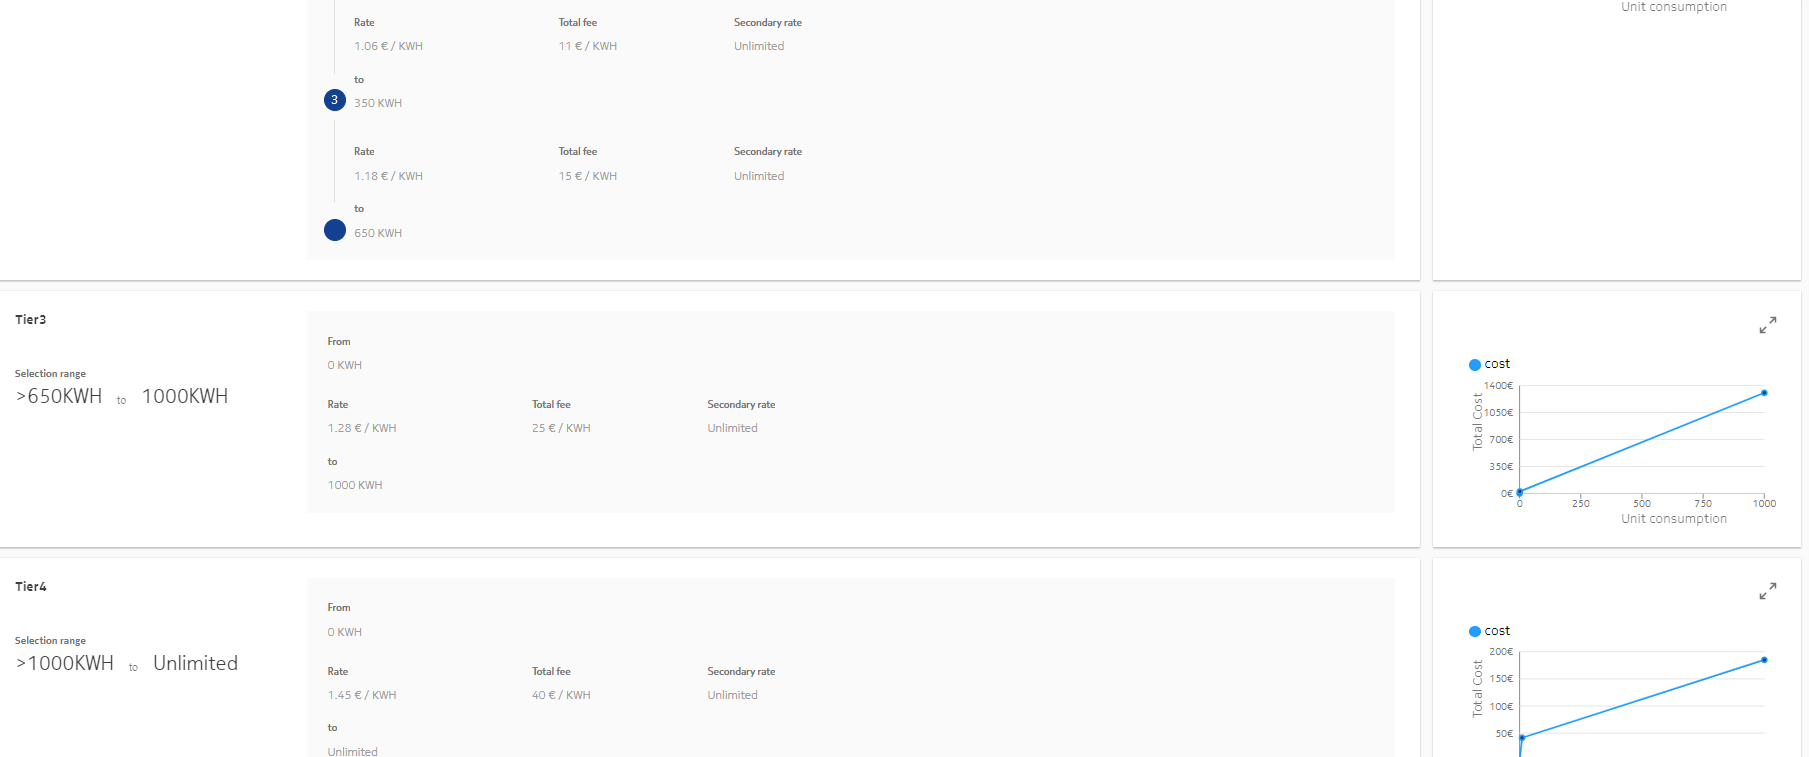 Rate Total fee Secondary rate
1.06 € / KWH 11 € / KWH Unlimited
to
3 350 KWH
Rate Total fee Secondary rate
1.18 € / KWH 15 € / KWH Unlimited
to
650 KWH
Unit consumption
Tier3
Selection range
>650KWH to 1000KWH
From
0 KWH
Rate Total fee Secondary rate
1.28 € / KWH 25 € / KWH Unlimited
to
1000 KWH
cost
Total Cost
1400€
1050€
700€
350€
0€
0 250 500 750 1000
Unit consumption
Tier4
Selection range
>1000KWH to Unlimited
From
0 KWH
Rate Total fee Secondary rate
1.45 € / KWH 40 € / KWH Unlimited
to
Unlimited
cost
Total Cost
200€
150€
100€
50€